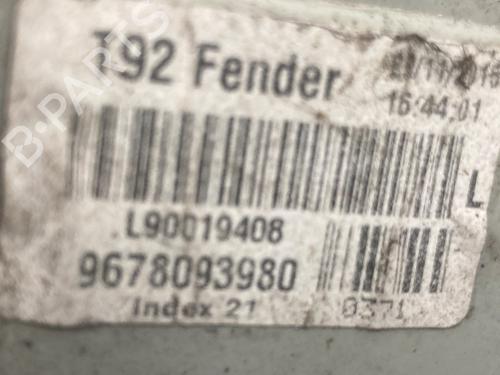 T92 Fender
16:44:01
L
L90019408
9678093980
Index 21
0371
B-PARTS